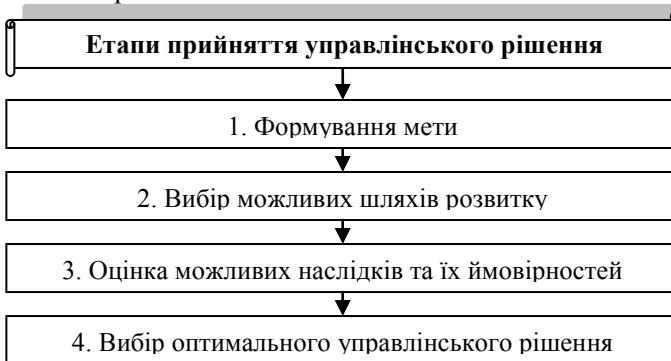 Етапи прийняття управлінського рішення
1. Формування мети
2. Вибір можливих шляхів розвитку
3. Оцінка можливих наслідків та їх ймовірностей
4. Вибір оптимального управлінського рішення